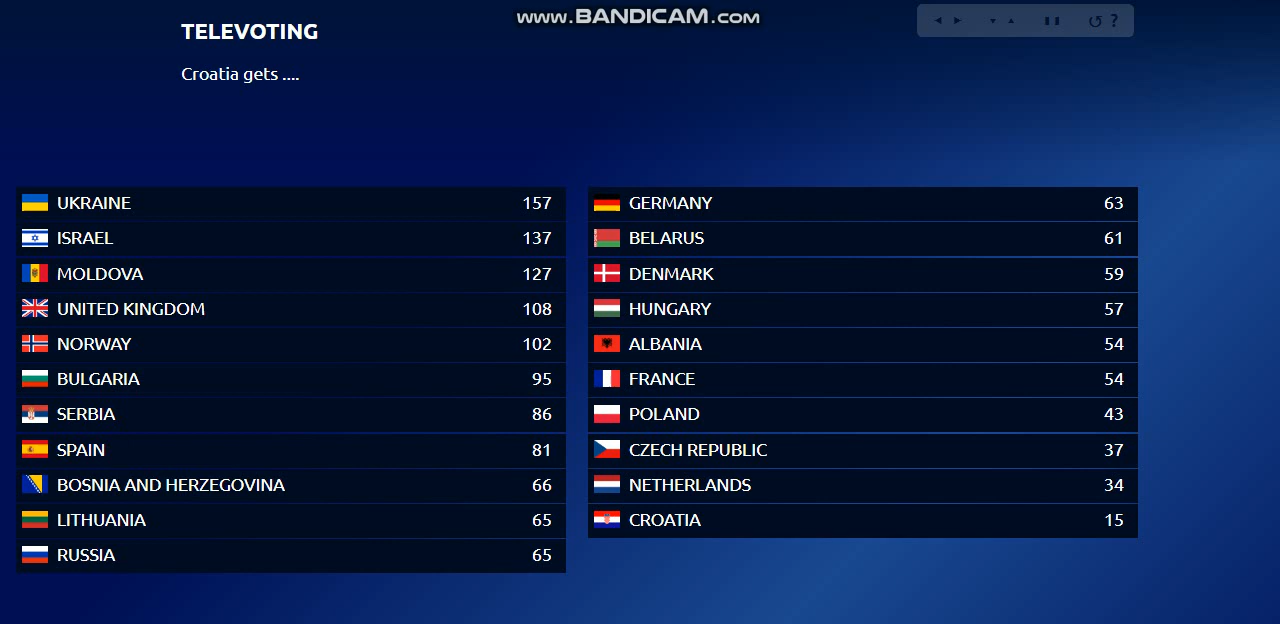 www.BANDICAM.com
TELEVOTING
Croatia gets ....
UKRAINE 157
ISRAEL 137
MOLDOVA 127
UNITED KINGDOM 108
NORWAY 102
BULGARIA 95
SERBIA 86
SPAIN 81
BOSNIA AND HERZEGOVINA 66
LITHUANIA 65
RUSSIA 65
GERMANY 63
BELARUS 61
DENMARK 59
HUNGARY 57
ALBANIA 54
FRANCE 54
POLAND 43
CZECH REPUBLIC 37
NETHERLANDS 34
CROATIA 15
?